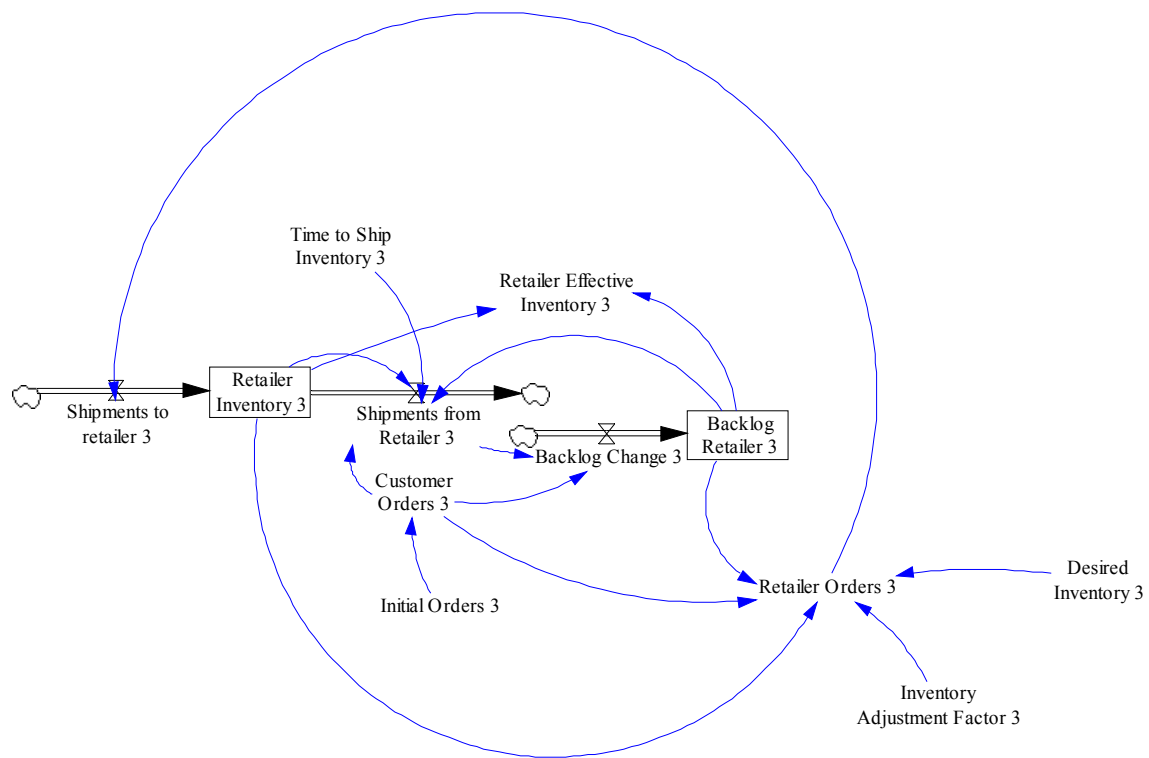 Time to Ship
Inventory 3
Retailer Effective
Inventory 3
Retailer
Inventory 3
Shipments to
retailer 3
Shipments from
Retailer 3
Backlog
Retailer 3
Backlog Change 3
Customer
Orders 3
Initial Orders 3
Retailer Orders 3
Desired
Inventory 3
Inventory
Adjustment Factor 3